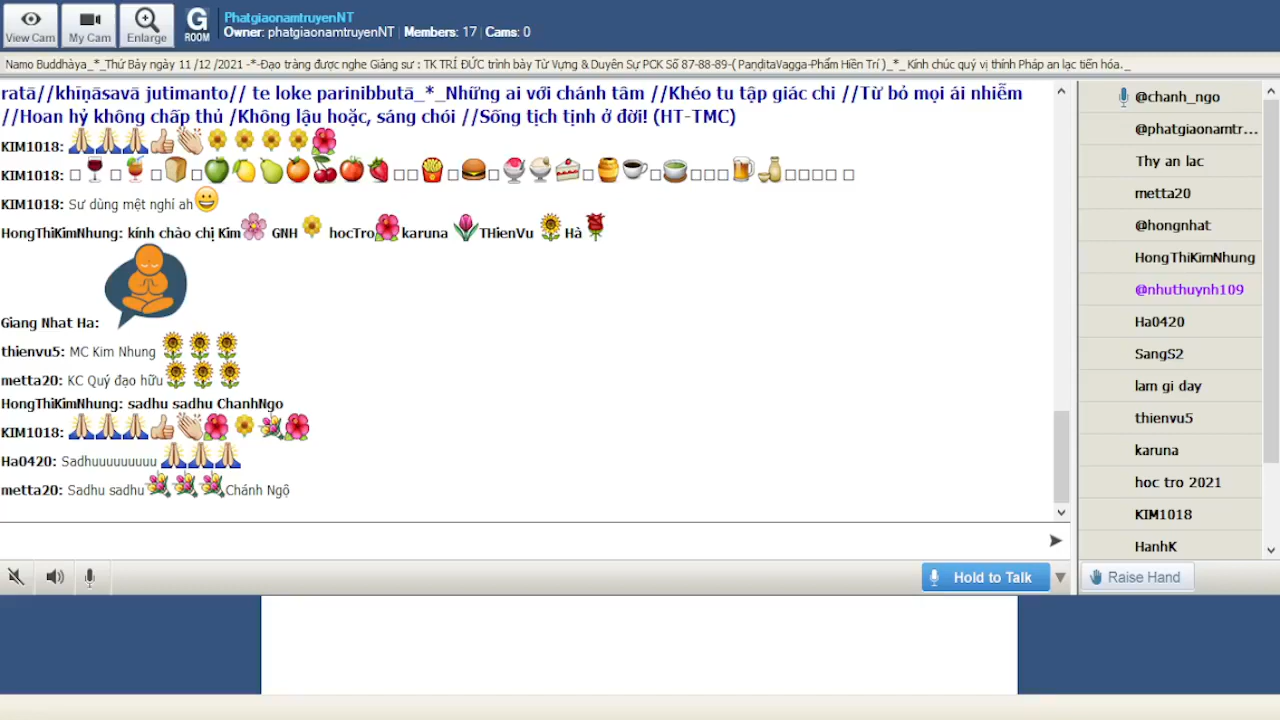 View Cam
My Cam
Enlarge
G
ROOM
PhatgiaonamtruyenNT
Owner: phatgiaonamtruyenNT | Members: 17 | Cams: 0
Namo Buddhàya_*_Thứ Bảy ngày 11 /12 /2021 -*-Đạo tràng được nghe Giảng sư : TK TRÍ ĐỨC trình bày Từ Vựng & Duyên Sự PCK Số 87-88-89-( PaṇḍitaVagga-Phẩm Hiền Trí )_*_ Kính chúc quý vị thính Pháp an lạc tiến hóa._
ratā//khīṇāsavā jutimanto// te loke parinibbutā_*_Những ai với chánh tâm //Khéo tu tập giác chi //Từ bỏ mọi ái nhiễm
//Hoan hỷ không chấp thủ /Không lậu hoặc, sáng chói //Sống tịch tịnh ở đời! (HT-TMC)
KIM1018: 🙏🙏🙏👍👏🌼🌼🌼🌼🌺
KIM1018: □🍷□🍹□🍞□🍏🍋🍐🍊🍒🍅🍓□□🍟□🍔□🍧🍨🍰□🍯☕□🍵□□□🍺🍶□□□□ □
KIM1018: Sư dùng mệt nghỉ ah😀
HongThiKimNhung: kính chào chị Kim🌸 GNH 🌼 hocTro🌺karuna 🌷THienVu 🌻Hà🌹
Giang Nhat Ha:
thienvu5: MC Kim Nhung 🌻🌻🌻
metta20: KC Quý đạo hữu🌻🌻🌻
HongThiKimNhung: sadhu sadhu ChanhNgo
KIM1018: 🙏🙏🙏👍👏🌺🌼💐🌺
Ha0420: Sadhuuuuuuuuu 🙏🙏🙏
metta20: Sadhu sadhu💐💐💐Chánh Ngộ
@chanh_ngo
@phatgiaonamtr...
Thy an lac
metta20
@hongnhat
HongThiKimNhung
@nhuthuynh109
Ha0420
SangS2
lam gi day
thienvu5
karuna
hoc tro 2021
KIM1018
HanhK
Hold to Talk
Raise Hand